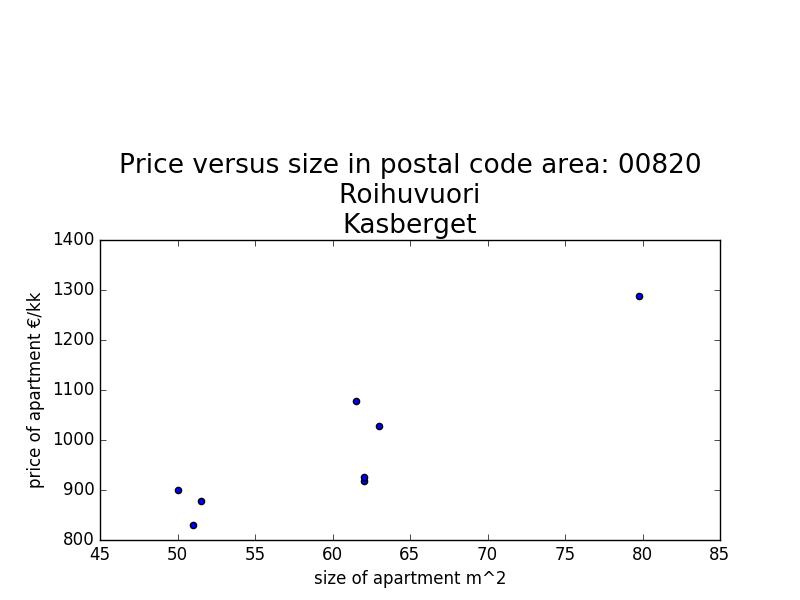 Price versus size in postal code area: 00820
Roihuvuori
Kasberget
1400
1300
1200
1100
1000
900
800
price of apartment €/kk
45 50 55 60 65 70 75 80 85
size of apartment m^2